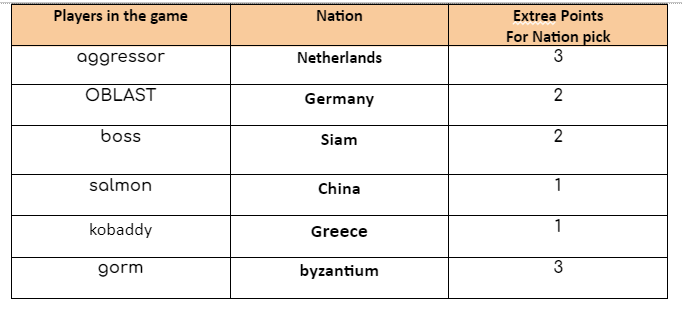 Players in the game
Nation
Extrea Points
For Nation pick
aggressor
Netherlands
3
OBLAST
Germany
2
boss
Siam
2
salmon
China
1
kobaddy
Greece
1
gorm
byzantium
3